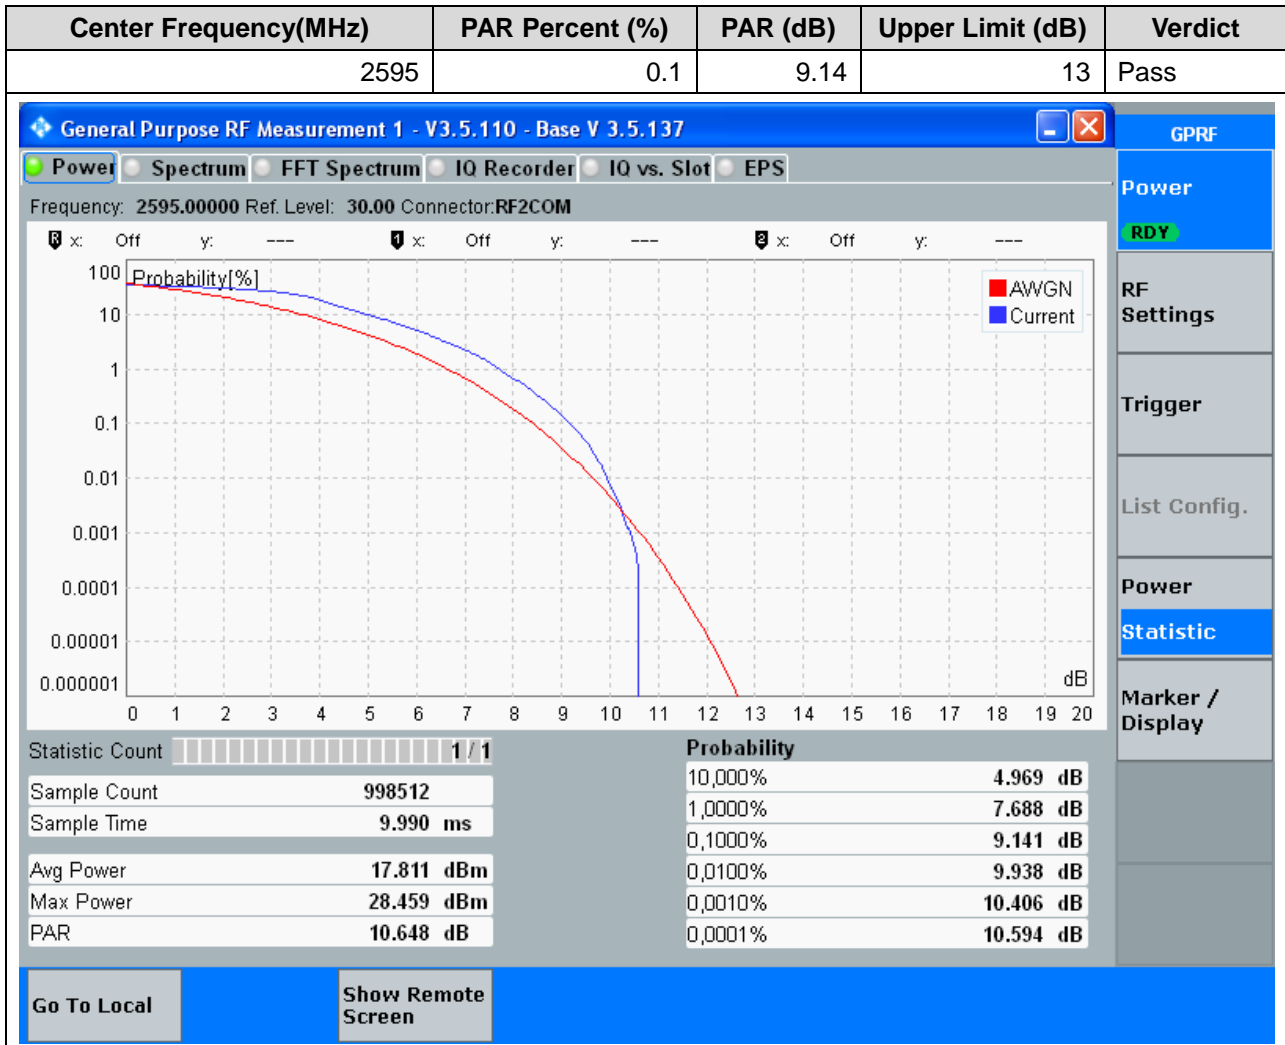 Center Frequency(MHz) PAR Percent (%) PAR (dB) Upper Limit (dB) Verdict
2595 0.1 9.14 13 Pass
General Purpose RF Measurement 1 - V3.5.110 - Base V 3.5.137
GPRF
Power Spectrum FFT Spectrum IQ Recorder IQ vs. Slot EPS
Frequency: 2595.00000 Ref. Level: 30.00 Connector:RF2COM
R x: Off y: --- 1 x: Off y: --- 2 x: Off y: ---
Probability[%]
AWGN
Current
100
10
1
0.1
0.01
0.001
0.0001
0.00001
0.000001
dB
0 1 2 3 4 5 6 7 8 9 10 11 12 13 14 15 16 17 18 19 20
Statistic Count 1 / 1
Sample Count 998512
Sample Time 9.990 ms
Avg Power 17.811 dBm
Max Power 28.459 dBm
PAR 10.648 dB
Probability
10,000% 4.969 dB
1,0000% 7.688 dB
0,1000% 9.141 dB
0,0100% 9.938 dB
0,0010% 10.406 dB
0,0001% 10.594 dB
Power
RDY
RF
Settings
Trigger
List Config.
Power
Statistic
Marker /
Display
Go To Local
Show Remote
Screen